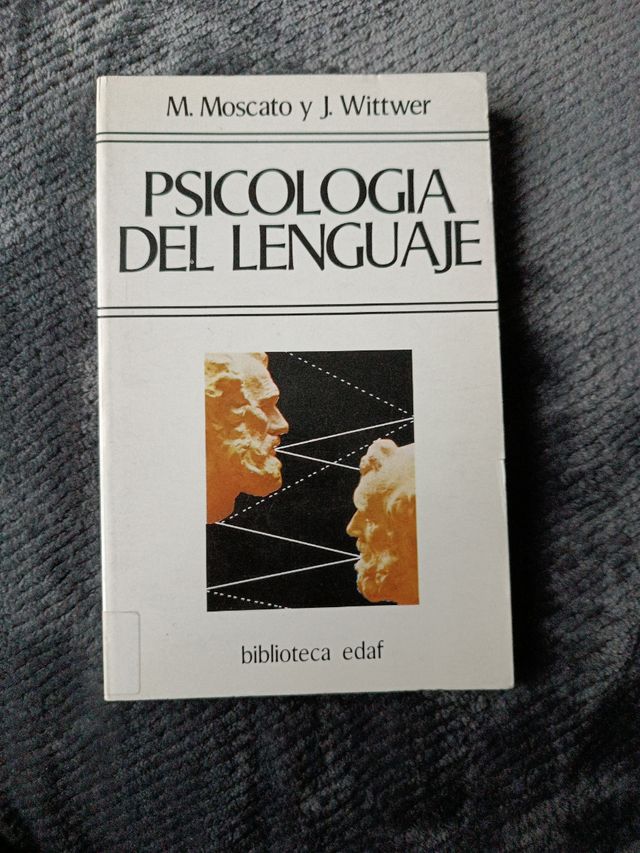 M. Moscato y J. Wittwer
PSICOLOGIA
DEL LENGUAJE
biblioteca edaf